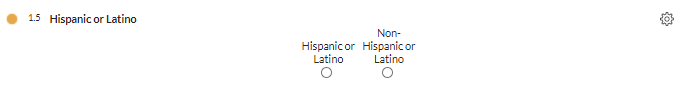 1.5 Hispanic or Latino
Hispanic or
Latino
Non-
Hispanic or
Latino